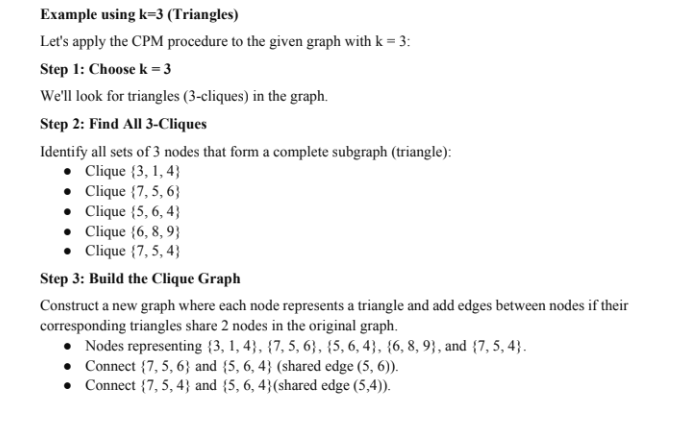 Example using k=3 (Triangles)
Let's apply the CPM procedure to the given graph with k = 3:
Step 1: Choose k = 3
We'll look for triangles (3-cliques) in the graph.
Step 2: Find All 3-Cliques
Identify all sets of 3 nodes that form a complete subgraph (triangle):
• Clique {3, 1, 4}
• Clique {7, 5, 6}
• Clique {5, 6, 4}
• Clique {6, 8, 9}
• Clique {7, 5, 4}
Step 3: Build the Clique Graph
Construct a new graph where each node represents a triangle and add edges between nodes if their
corresponding triangles share 2 nodes in the original graph.
• Nodes representing {3, 1, 4}, {7, 5, 6}, {5, 6, 4}, {6, 8, 9}, and {7, 5, 4}.
• Connect {7, 5, 6} and {5, 6, 4} (shared edge (5, 6)).
• Connect {7, 5, 4} and {5, 6, 4}(shared edge (5,4)).